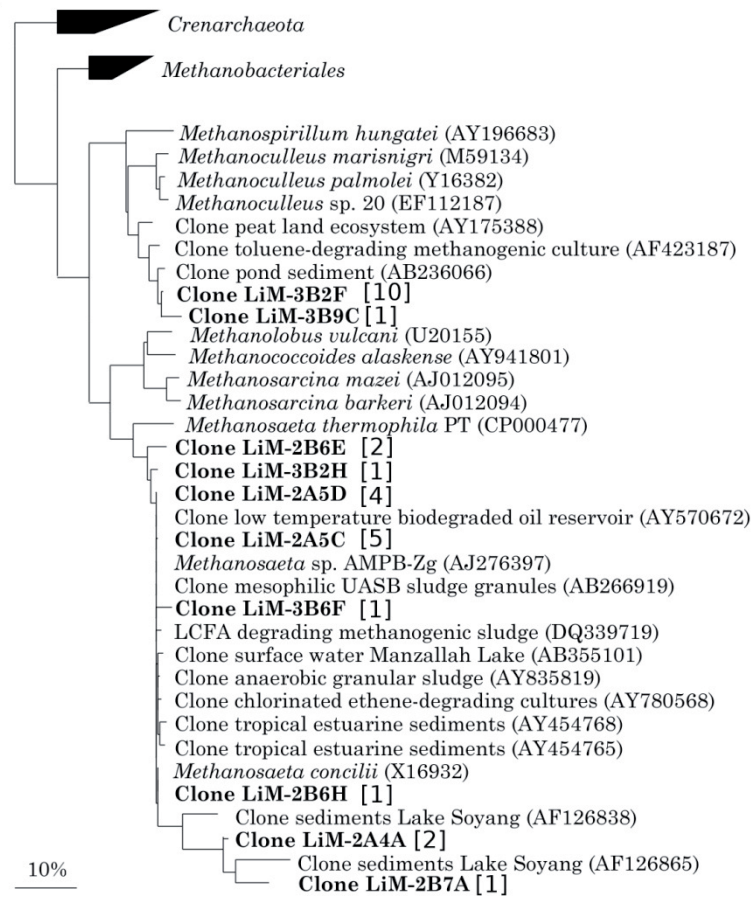 Crenarchaeota
Methanobacteriales
Methanospirillum hungatei (AY196683)
Methanoculleus marisnigri (M59134)
Methanoculleus palmolei (Y16382)
Methanoculleus sp. 20 (EF112187)
Clone peat land ecosystem (AY175388)
Clone toluene-degrading methanogenic culture (AF423187)
Clone pond sediment (AB236066)
Clone LiM-3B2F [10]
Clone LiM-3B9C [1]
Methanolobus vulcani (U20155)
Methanococcoides alaskense (AY941801)
Methanosarcina mazei (AJ012095)
Methanosarcina barkeri (AJ012094)
Methanosaeta thermophila PT (CP000477)
Clone LiM-2B6E [2]
Clone LiM-3B2H [1]
Clone LiM-2A5D [4]
Clone low temperature biodegraded oil reservoir (AY570672)
Clone LiM-2A5C [5]
Methanosaeta sp. AMPB-Zg (AJ276397)
Clone mesophilic UASB sludge granules (AB266919)
Clone LiM-3B6F [1]
LCFA degrading methanogenic sludge (DQ339719)
Clone surface water Manzallah Lake (AB355101)
Clone anaerobic granular sludge (AY835819)
Clone chlorinated ethene-degrading cultures (AY780568)
Clone tropical estuarine sediments (AY454768)
Clone tropical estuarine sediments (AY454765)
Methanosaeta concilii (X16932)
Clone LiM-2B6H [1]
Clone sediments Lake Soyang (AF126838)
Clone LiM-2A4A [2]
Clone sediments Lake Soyang (AF126865)
Clone LiM-2B7A [1]
10%